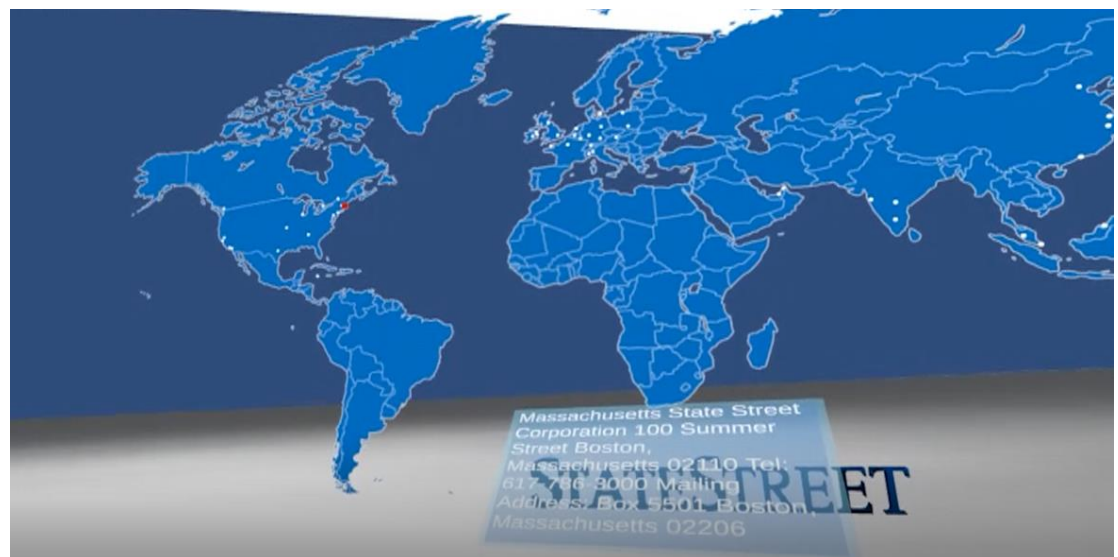 Massachusetts State Street
Corporation 100 Summer
Street Boston,
Massachusetts 02110 Tel:
617-786-3000 Mailing
Address: Box 5501 Boston,
Massachusetts 02206
STATE STREET